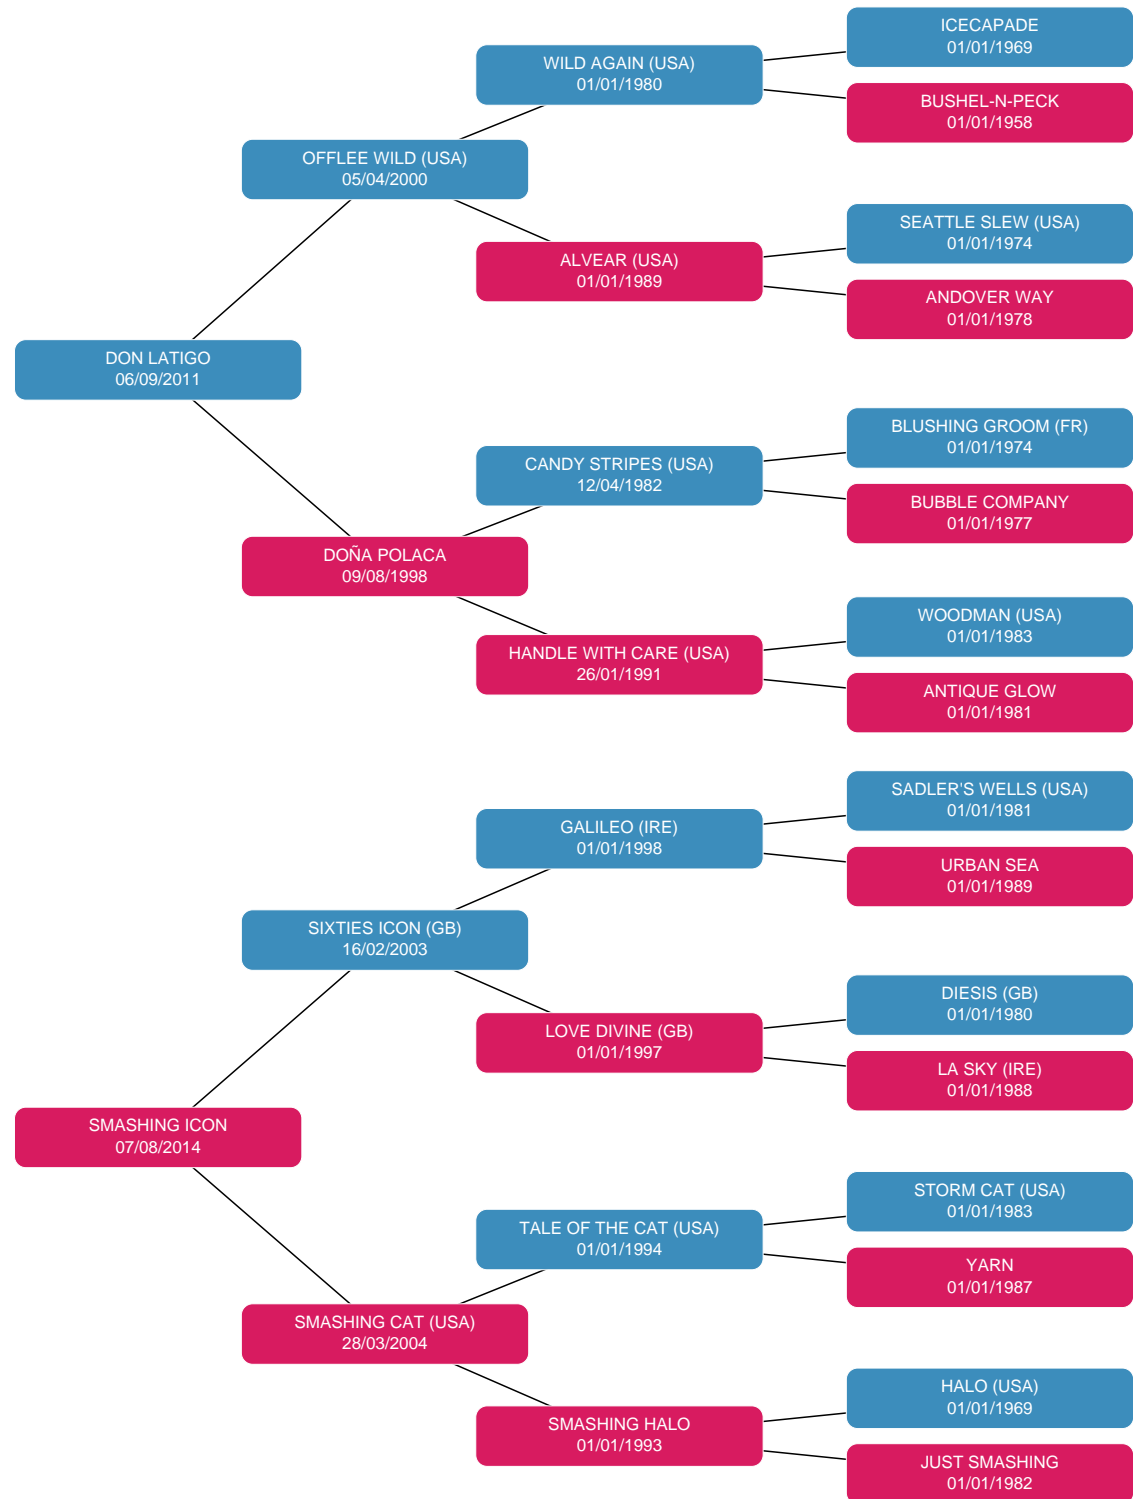 ICECAPADE
01/01/1969
WILD AGAIN (USA)
01/01/1980
BUSHEL-N-PECK
01/01/1958
OFFLEE WILD (USA)
05/04/2000
SEATTLE SLEW (USA)
01/01/1974
ALVEAR (USA)
01/01/1989
ANDOVER WAY
01/01/1978
DON LATIGO
06/09/2011
BLUSHING GROOM (FR)
01/01/1974
CANDY STRIPES (USA)
12/04/1982
BUBBLE COMPANY
01/01/1977
DOÑA POLACA
09/08/1998
WOODMAN (USA)
01/01/1983
HANDLE WITH CARE (USA)
26/01/1991
ANTIQUE GLOW
01/01/1981
SADLER'S WELLS (USA)
01/01/1981
GALILEO (IRE)
01/01/1998
URBAN SEA
01/01/1989
SIXTIES ICON (GB)
16/02/2003
DIESIS (GB)
01/01/1980
LOVE DIVINE (GB)
01/01/1997
LA SKY (IRE)
01/01/1988
SMASHING ICON
07/08/2014
STORM CAT (USA)
01/01/1983
TALE OF THE CAT (USA)
01/01/1994
YARN
01/01/1987
SMASHING CAT (USA)
28/03/2004
HALO (USA)
01/01/1969
SMASHING HALO
01/01/1993
JUST SMASHING
01/01/1982